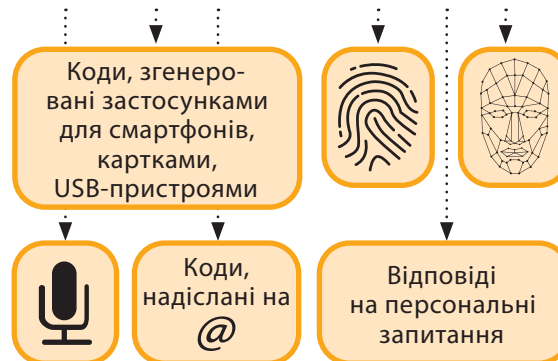 Коди, згенеро-
вані застосунками
для смартфонів,
картками,
USB-пристроями
Коди,
надіслані на
@
Відповіді
на персональні
запитання